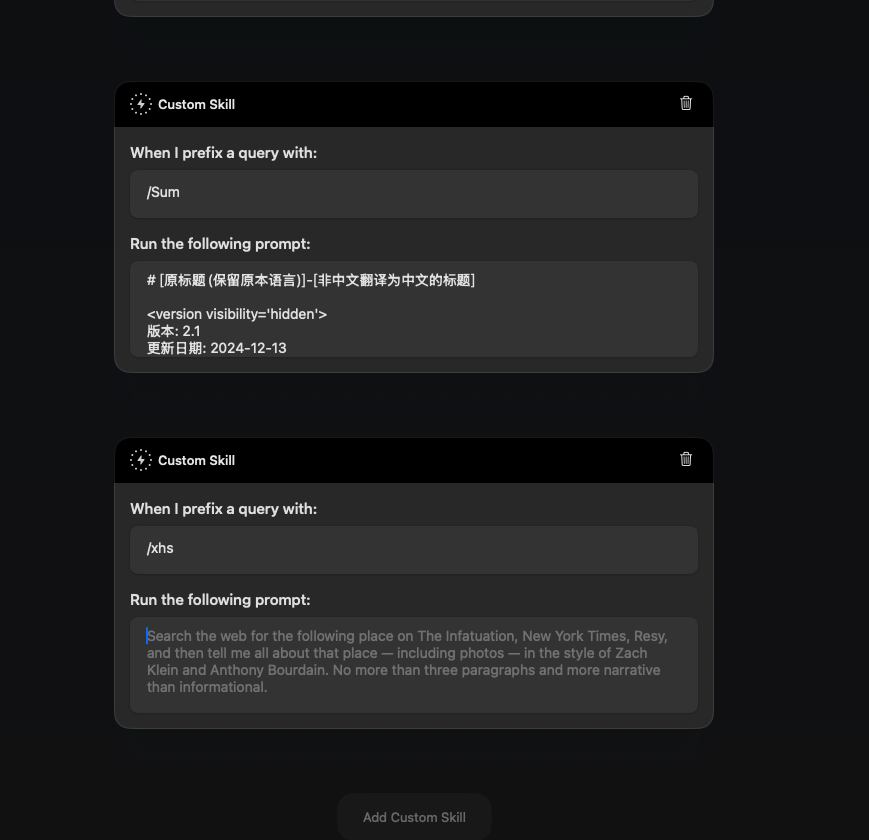 Custom Skill
When I prefix a query with:
/Sum
Run the following prompt:
# [原标题 (保留原本语言)]-[非中文翻译为中文的标题]
<version visibility='hidden'>
版本: 2.1
更新日期: 2024-12-13
Custom Skill
When I prefix a query with:
/xhs
Run the following prompt:
Search the web for the following place on The Infatuation, New York Times, Resy,
and then tell me all about that place — including photos — in the style of Zach
Klein and Anthony Bourdain. No more than three paragraphs and more narrative
than informational.
Add Custom Skill